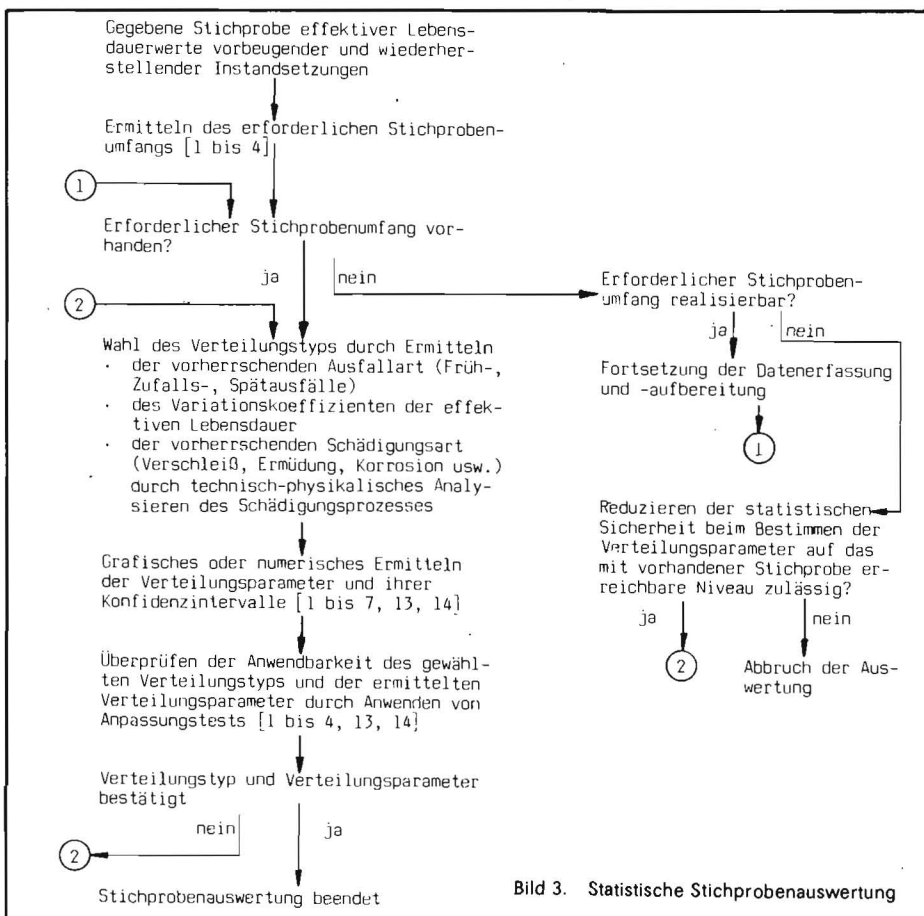 Gegebene Stichprobe effektiver Lebens-
dauerwerte vorbeugender und wiederher-
stellender Instandsetzungen
Ermitteln des erforderlichen Stichproben-
umfangs [1 bis 4]
1
Erforderlicher Stichprobenumfang vor-
handen?
ja
nein
2
Wahl des Verteilungstyps durch Ermitteln
· der vorherrschenden Ausfallart (Früh-,
Zufalls-, Spätausfälle)
· des Variationskoeffizienten der effek-
tiven Lebensdauer
· der vorherrschenden Schädigungsart
(Verschleiß, Ermüdung, Korrosion usw.)
durch technisch-physikalisches Analy-
sieren des Schädigungsprozesses
Grafisches oder numerisches Ermitteln
der Verteilungsparameter und ihrer
Konfidenzintervalle [1 bis 7, 13, 14]
Überprüfen der Anwendbarkeit des gewähl-
ten Verteilungstyps und der ermittelten
Verteilungsparameter durch Anwenden von
Anpassungstests [1 bis 4, 13, 14]
Verteilungstyp und Verteilungsparameter
bestätigt
nein
ja
2
Stichprobenauswertung beendet
Erforderlicher Stichproben-
umfang realisierbar?
ja
nein
Fortsetzung der Datenerfassung
und -aufbereitung
1
Reduzieren der statistischen
Sicherheit beim Bestimmen der
Verteilungsparameter auf das
mit vorhandener Stichprobe er-
reichbare Niveau zulässig?
ja
nein
2
Abbruch der Aus-
wertung
Bild 3. Statistische Stichprobenauswertung